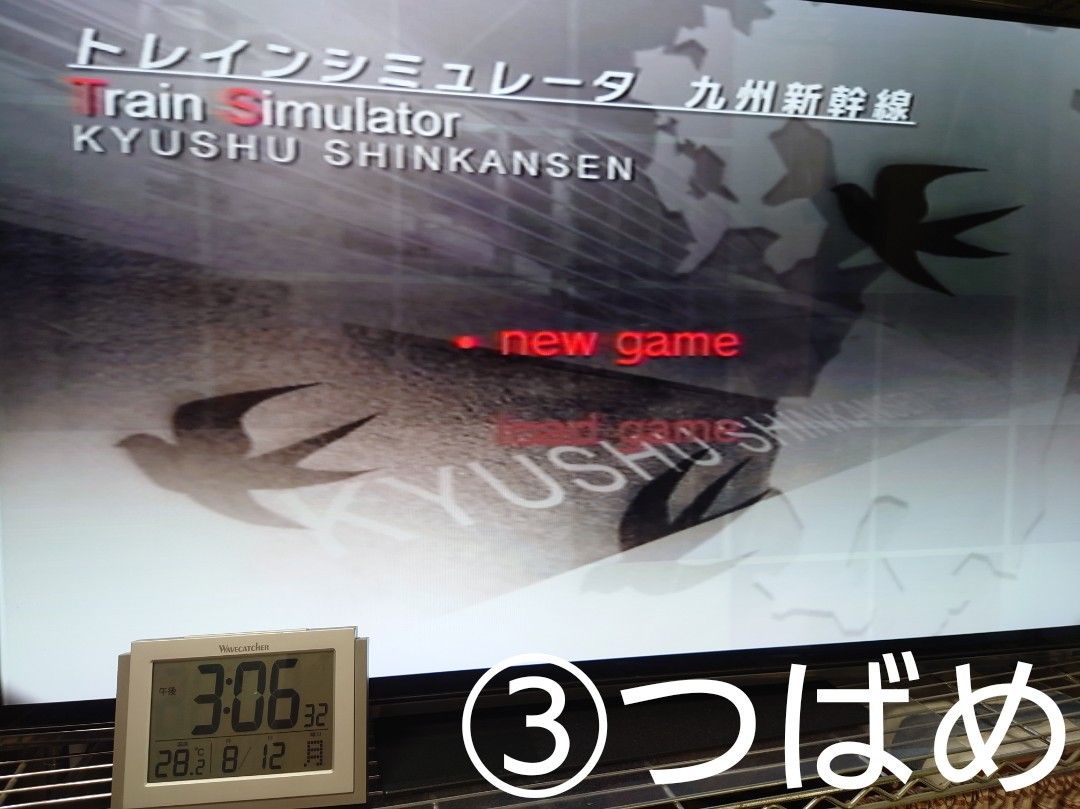 トレインシミュレータ 九州新幹線
Train Simulator
KYUSHU SHINKANSEN
new game
load game
KYUSHU SHINKANSEN
WAVECATCHER
午後 3:06 32
28.2 ℃ 8/12 月
③つばめ